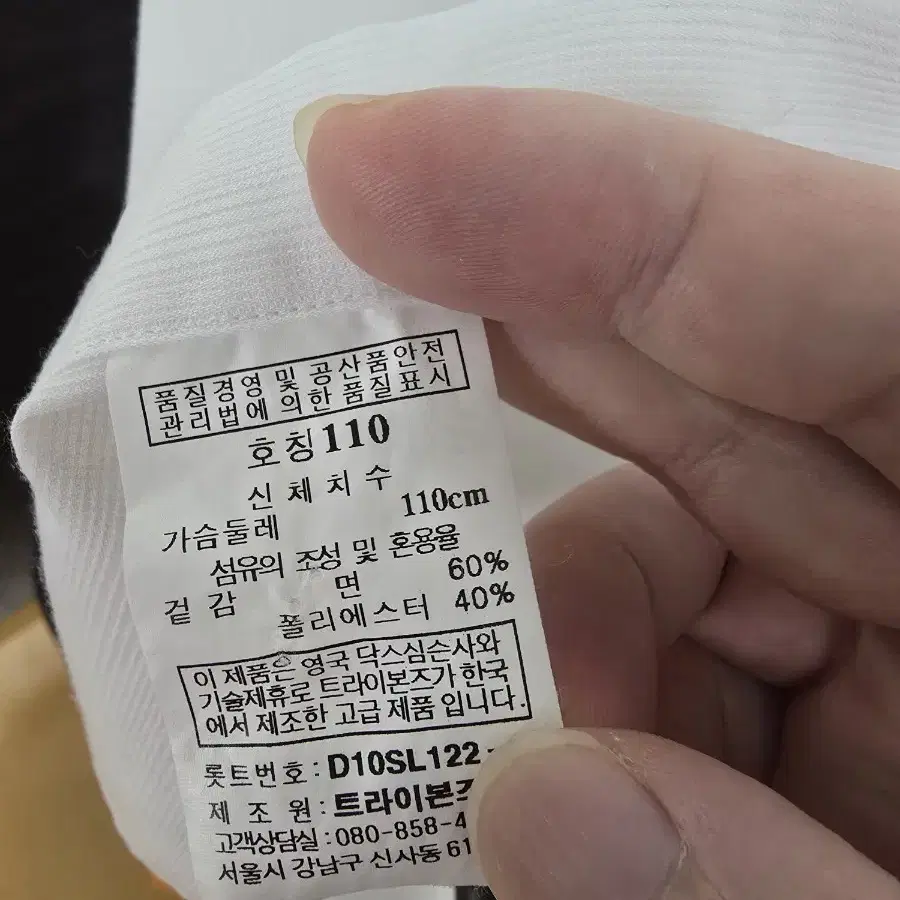 품질경영 및 공산품안전
관리법에 의한 품질표시
호칭110
신체치수
가슴둘레 110cm
섬유의 조성 및 혼용율
겉감 면 60%
폴리에스터 40%
이 제품은 영국 닥스심슨사와
기술제휴로 트라이본즈가 한국
에서 제조한 고급 제품 입니다.
롯트번호 : D10SL122-
제조원 : 트라이본즈
고객상담실 : 080-858-4
서울시 강남구 신사동 61